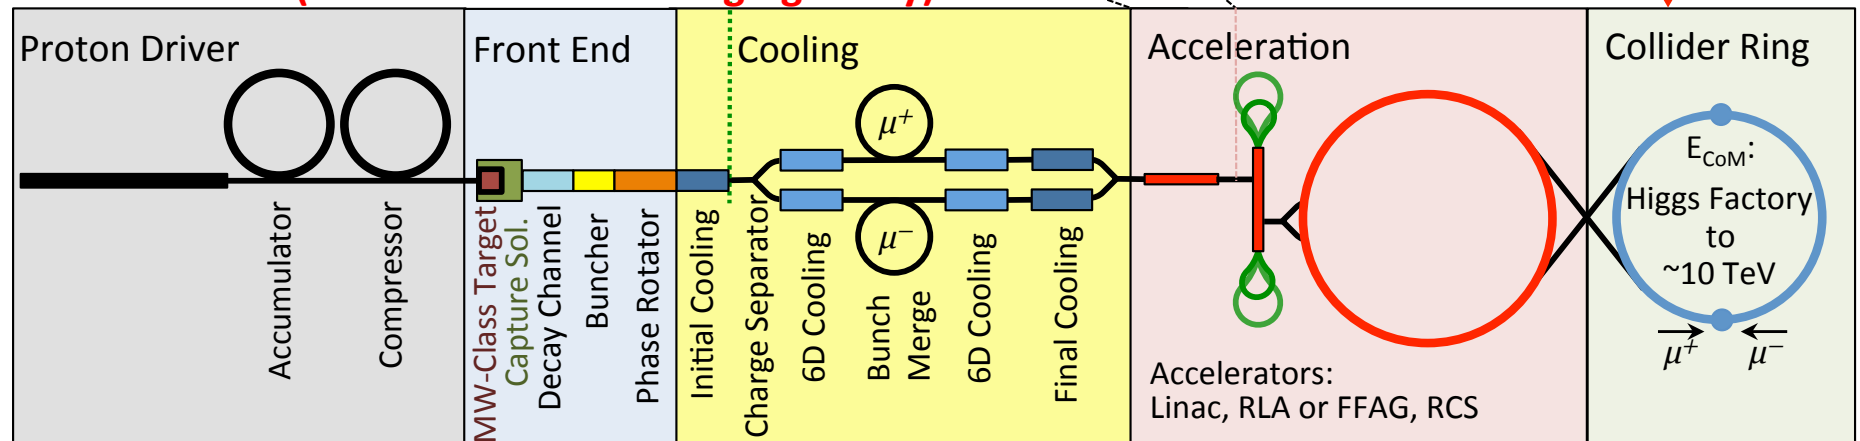 Proton Driver
Accumulator
Compressor
Front End
MW-Class Target
Capture Sol.
Decay Channel
Buncher
Phase Rotator
Cooling
Initial Cooling
Charge Separator
6D Cooling
μ+
μ−
Bunch
Merge
6D Cooling
Final Cooling
Acceleration
Accelerators:
Linac, RLA or FFAG, RCS
Collider Ring
ECoM:
Higgs Factory
to
~10 TeV
μ+
μ−